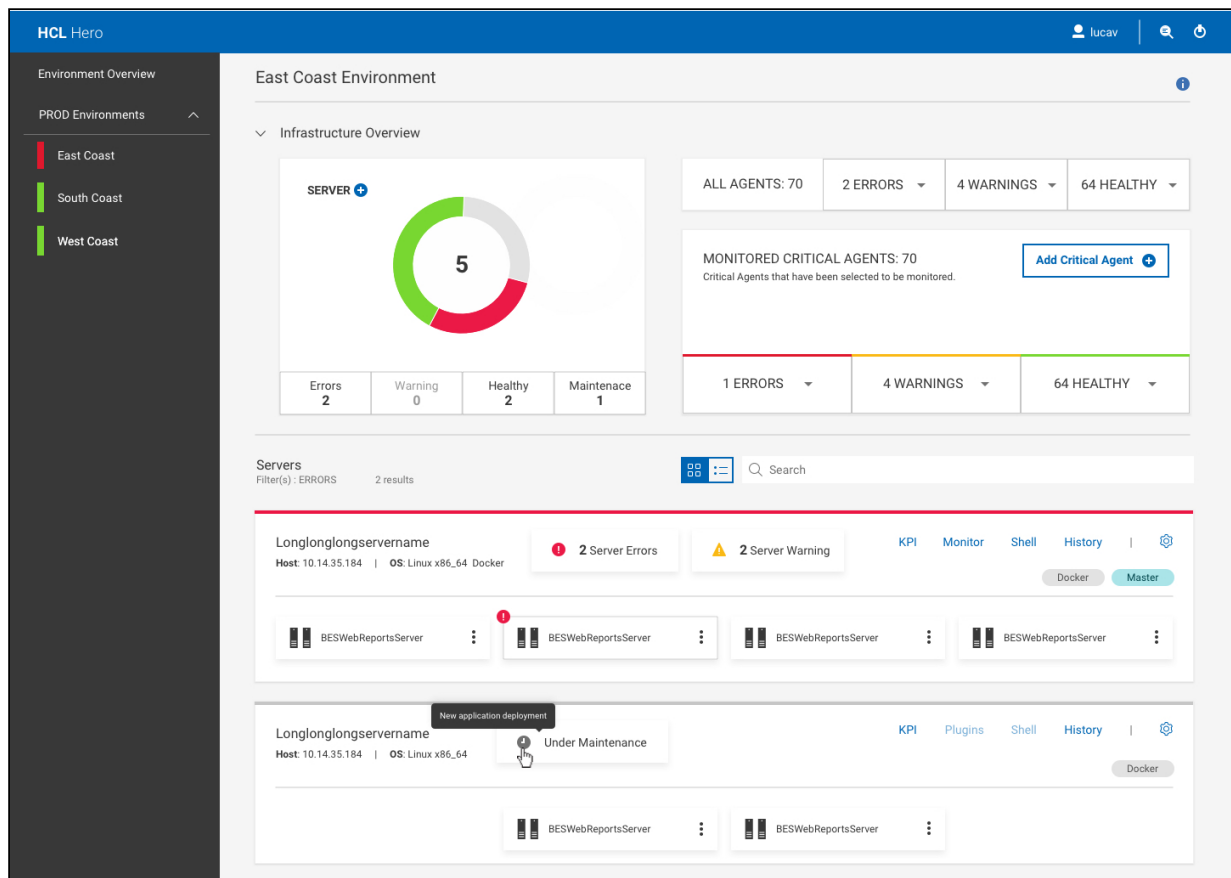 HCL Hero
lucav
Environment Overview
PROD Environments
East Coast
South Coast
West Coast
East Coast Environment
Infrastructure Overview
SERVER
5
Errors
2
Warning
0
Healthy
2
Maintenace
1
ALL AGENTS: 70
2 ERRORS
4 WARNINGS
64 HEALTHY
MONITORED CRITICAL AGENTS: 70
Critical Agents that have been selected to be monitored.
Add Critical Agent
1 ERRORS
4 WARNINGS
64 HEALTHY
Servers
Filter(s) : ERRORS 2 results
Search
Longlonglongservername
Host: 10.14.35.184 | OS: Linux x86_64 Docker
2 Server Errors
2 Server Warning
KPI Monitor Shell History |
Docker Master
BESWebReportsServer
BESWebReportsServer
BESWebReportsServer
BESWebReportsServer
New application deployment
Longlonglongservername
Host: 10.14.35.184 | OS: Linux x86_64
Under Maintenance
KPI Plugins Shell History |
Docker
BESWebReportsServer
BESWebReportsServer